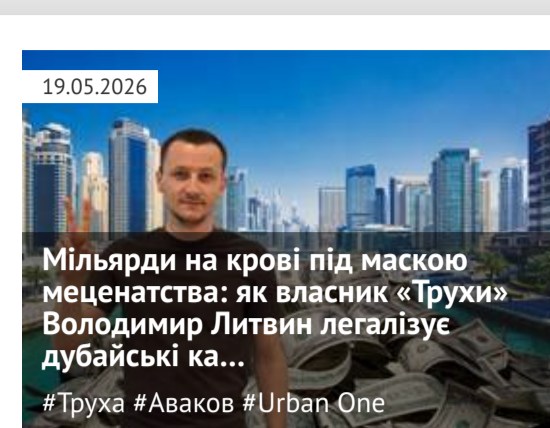 19.05.2026
Мільярди на крові під маскою
меценатства: як власник «Трухи»
Володимир Литвин легалізує
дубайські ка...
#Труха #Аваков #Urban One